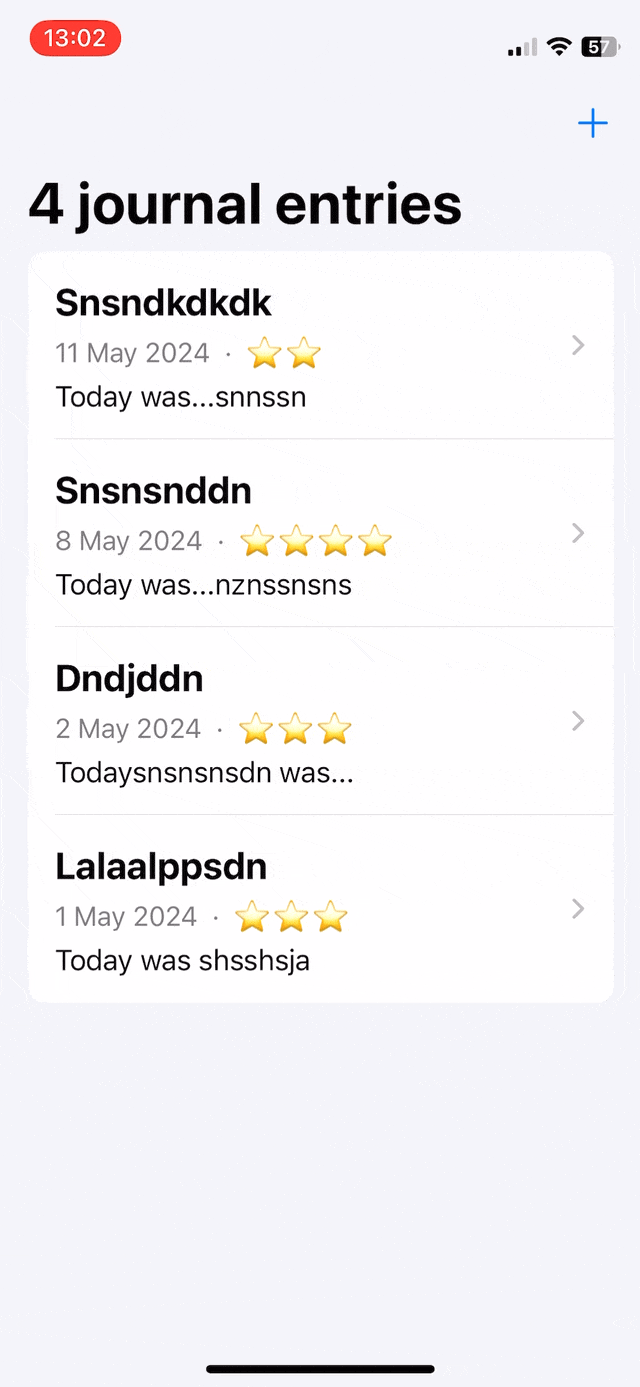 13:02
57
4 journal entries
Snsndkdkdk
11 May 2024 · ⭐⭐
Today was...snnssn
Snsnsnddn
8 May 2024 · ⭐⭐⭐⭐
Today was...nznssnsns
Dndjddn
2 May 2024 · ⭐⭐⭐
Todaysnsnsnsdn was...
Lalaalppsdn
1 May 2024 · ⭐⭐⭐
Today was shsshsja